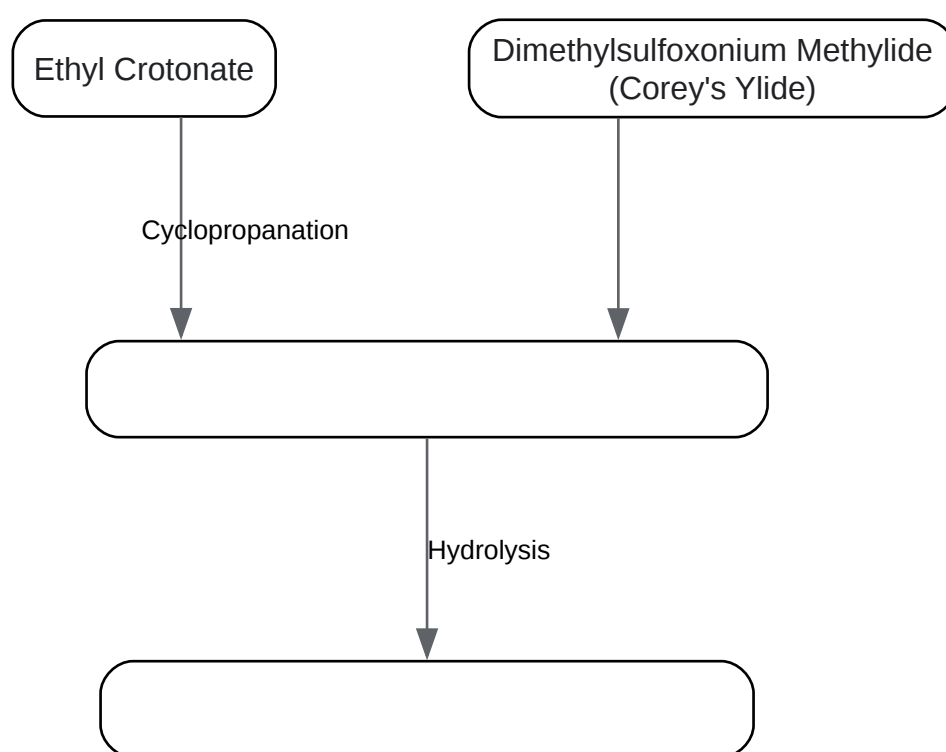 Ethyl Crotonate
Dimethylsulfoxonium Methylide
(Corey's Ylide)
Cyclopropanation
Hydrolysis